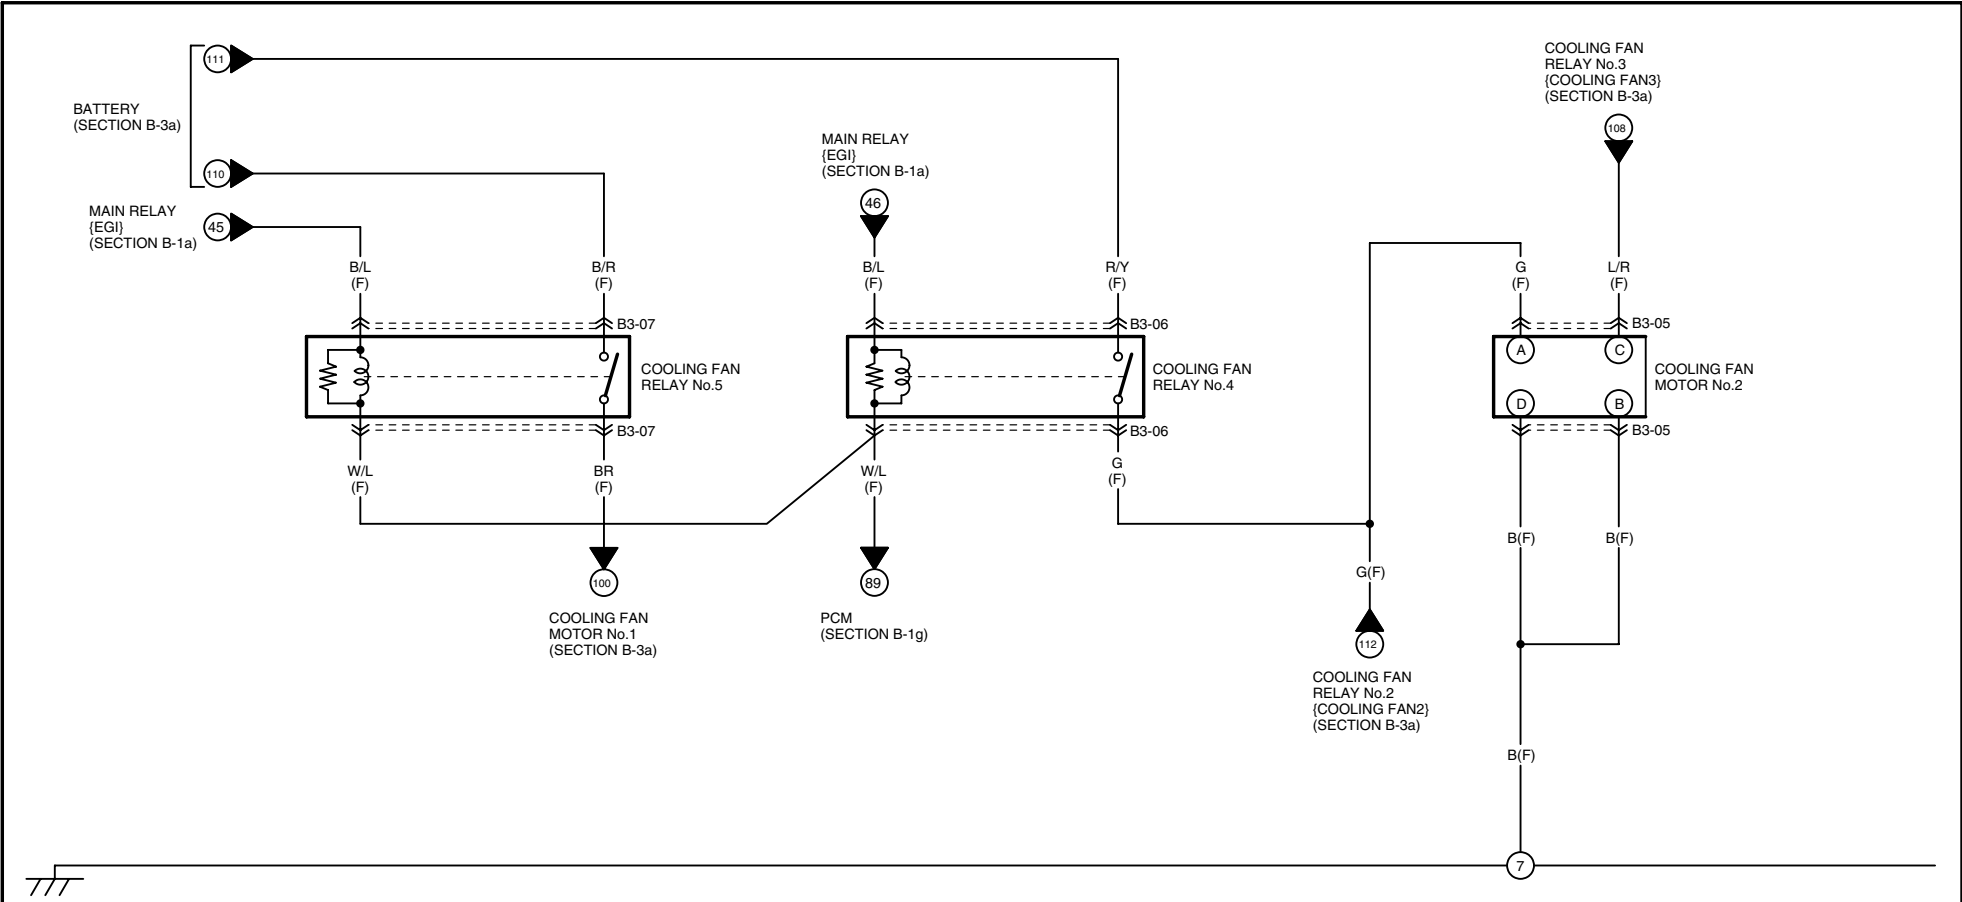 111
BATTERY
(SECTION B-3a)
110
MAIN RELAY
{EGI}
(SECTION B-1a)
45
B/L
(F)
B/R
(F)
B3-07
COOLING FAN
RELAY No.5
B3-07
W/L
(F)
BR
(F)
100
COOLING FAN
MOTOR No.1
(SECTION B-3a)
MAIN RELAY
{EGI}
(SECTION B-1a)
46
B/L
(F)
R/Y
(F)
B3-06
COOLING FAN
RELAY No.4
B3-06
W/L
(F)
G
(F)
89
PCM
(SECTION B-1g)
G(F)
112
COOLING FAN
RELAY No.2
{COOLING FAN2}
(SECTION B-3a)
COOLING FAN
RELAY No.3
{COOLING FAN3}
(SECTION B-3a)
108
G
(F)
L/R
(F)
B3-05
A
C
COOLING FAN
MOTOR No.2
D
B
B3-05
B(F)
B(F)
B(F)
7